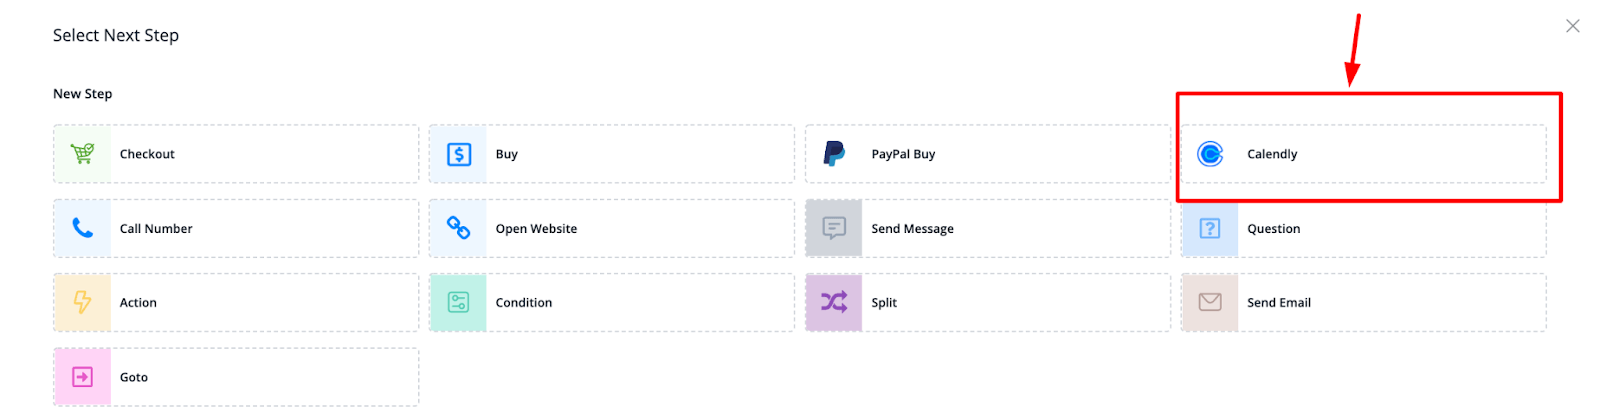 Select Next Step
New Step
Checkout
Buy
PayPal Buy
Calendly
Call Number
Open Website
Send Message
Question
Action
Condition
Split
Send Email
Goto